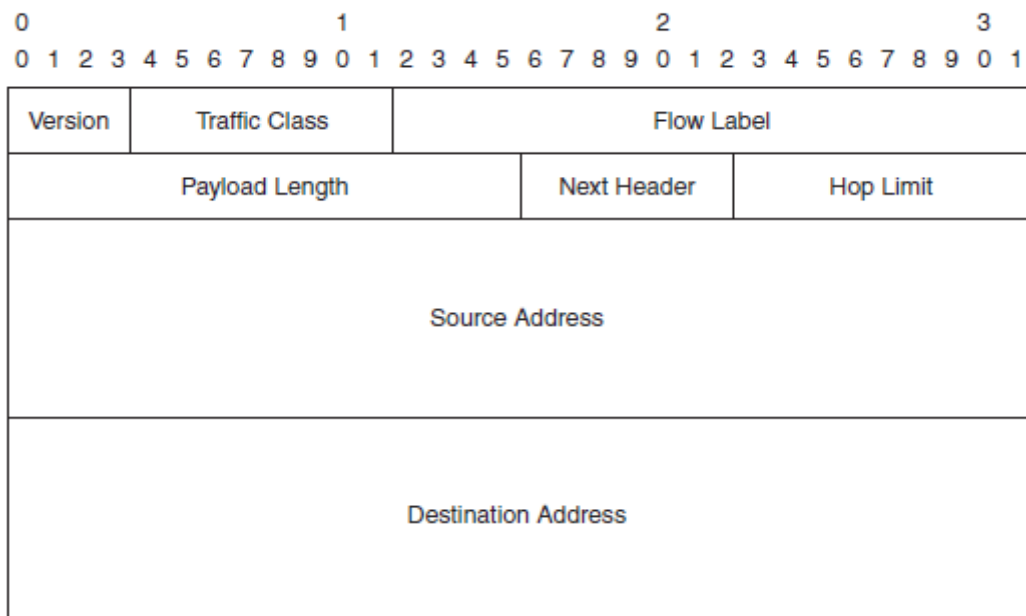 0 1 2 3
0 1 2 3 4 5 6 7 8 9 0 1 2 3 4 5 6 7 8 9 0 1 2 3 4 5 6 7 8 9 0 1
Version Traffic Class Flow Label
Payload Length Next Header Hop Limit
Source Address
Destination Address